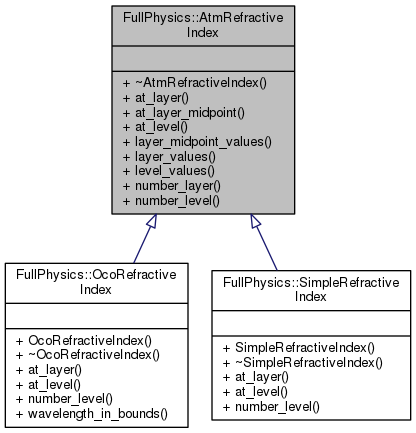 FullPhysics::AtmRefractive
Index
+ ~AtmRefractiveIndex()
+ at_layer()
+ at_layer_midpoint()
+ at_level()
+ layer_midpoint_values()
+ layer_values()
+ level_values()
+ number_layer()
+ number_level()
FullPhysics::OcoRefractive
Index
+ OcoRefractiveIndex()
+ ~OcoRefractiveIndex()
+ at_layer()
+ at_level()
+ number_level()
+ wavelength_in_bounds()
FullPhysics::SimpleRefractive
Index
+ SimpleRefractiveIndex()
+ ~SimpleRefractiveIndex()
+ at_layer()
+ at_level()
+ number_level()